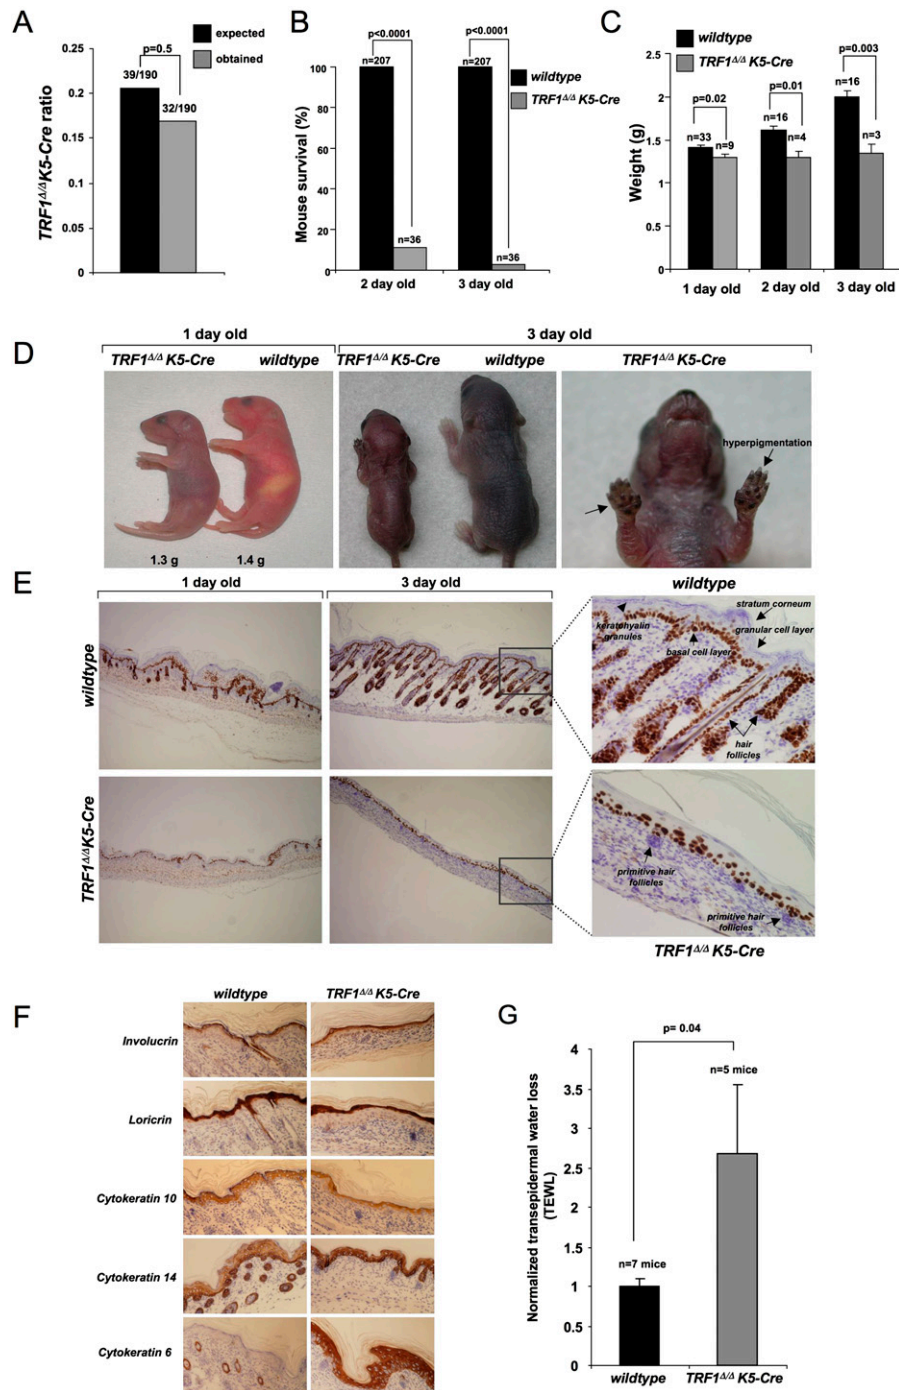 A
expected
obtained
TRF1Δ/ΔK5-Cre ratio
0.25
0.2
0.15
0.1
0.05
0
p=0.5
39/190
32/190
B
Mouse survival (%)
100
80
60
40
20
0
p<0.0001
p<0.0001
n=207
n=207
n=36
n=36
wildtype
TRF1Δ/Δ K5-Cre
2 day old
3 day old
C
wildtype
TRF1Δ/Δ K5-Cre
Weight (g)
2.5
2
1.5
1
0.5
0
p=0.02
p=0.01
p=0.003
n=33
n=9
n=16
n=4
n=16
n=3
1 day old
2 day old
3 day old
D
1 day old
3 day old
TRF1Δ/Δ K5-Cre
wildtype
TRF1Δ/Δ K5-Cre
wildtype
TRF1Δ/Δ K5-Cre
hyperpigmentation
1.3 g
1.4 g
E
1 day old
3 day old
wildtype
wildtype
TRF1Δ/ΔK5-Cre
keratchyalin
granules
stratum corneum
granular cell layer
basal cell layer
hair
follicles
primitive hair
follicles
primitive hair
follicles
TRF1Δ/Δ K5-Cre
F
wildtype
TRF1Δ/Δ K5-Cre
Involucrin
Loricrin
Cytokeratin 10
Cytokeratin 14
Cytokeratin 6
G
p= 0.04
Normalized transepidermal water loss
(TEWL)
4
3.5
3
2.5
2
1.5
1
0.5
0
n=7 mice
n=5 mice
wildtype
TRF1Δ/Δ K5-Cre